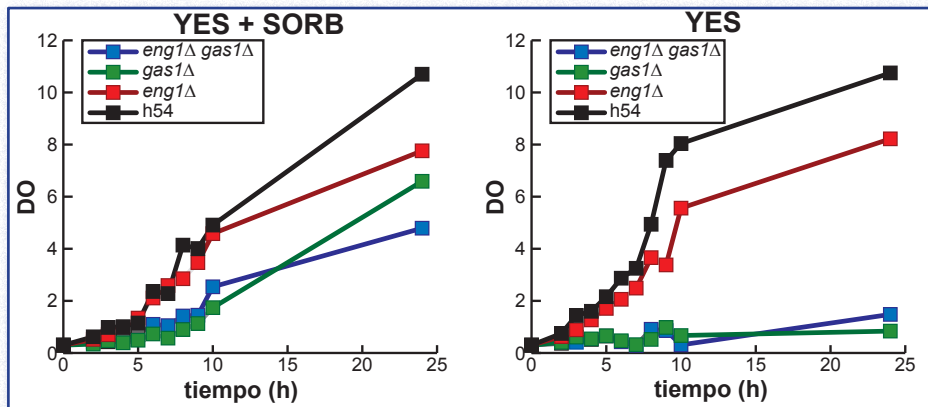 YES + SORB
12
10
8
6
4
2
0
DO
eng1Δ gas1Δ
gas1Δ
eng1Δ
h54
0 5 10 15 20 25
tiempo (h)
YES
12
10
8
6
4
2
0
DO
eng1Δ gas1Δ
gas1Δ
eng1Δ
h54
0 5 10 15 20 25
tiempo (h)